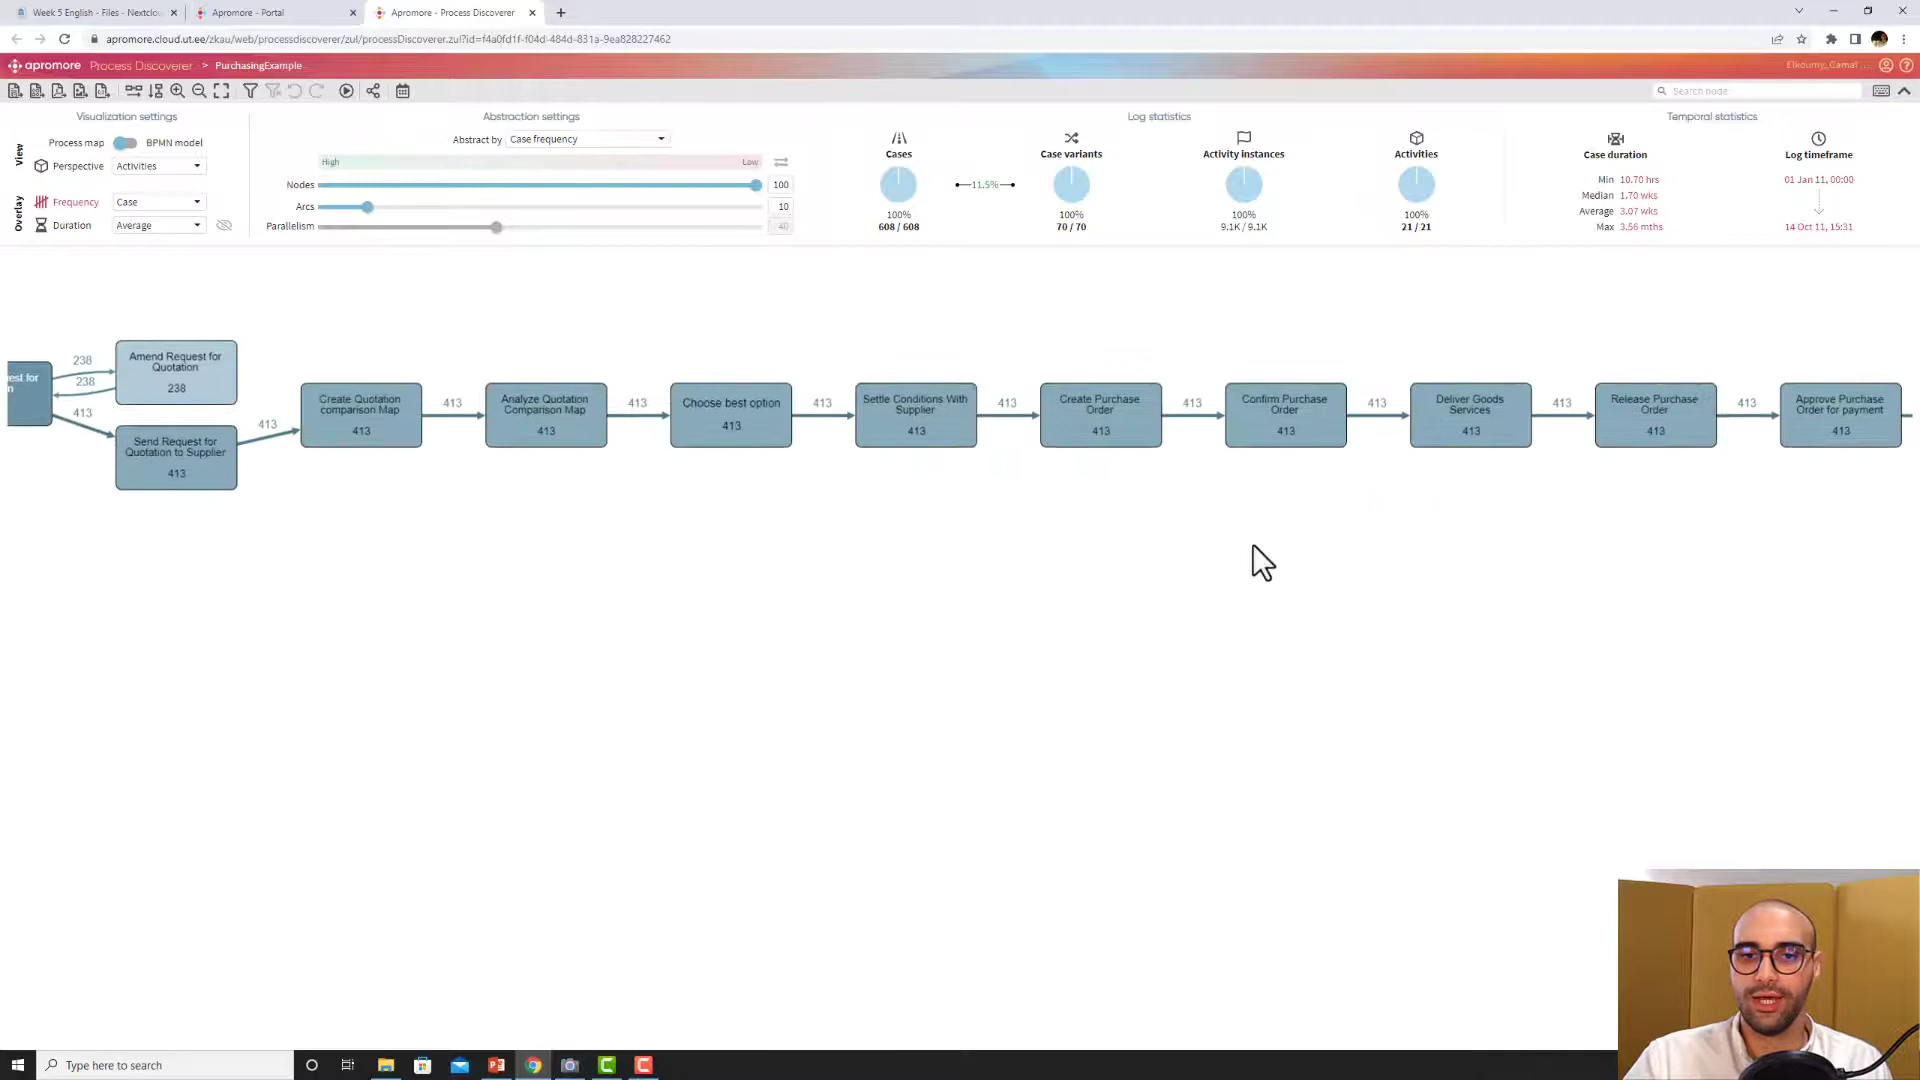 Week 5 English - Files - Nextclou
Apromore - Portal
Apromore - Process Discoverer
apromore.cloud.ut.ee/zkau/web/processdiscoverer/zul/processDiscoverer.zul?id=f4a0fd1f-f04d-484d-831a-9ea828227462
apromore Process Discoverer > PurchasingExample
Elkoumy, Gamal ...
Search node
Visualization settings
Abstraction settings
Log statistics
Temporal statistics
View
Process map BPMN model
Perspective Activities
Overlay
Frequency Case
Duration Average
Abstract by Case frequency
High Low
Nodes 100
Arcs 10
Parallelism 40
Cases
100%
608 / 608
11.5%
Case variants
100%
70 / 70
Activity instances
100%
9.1K / 9.1K
Activities
100%
21 / 21
Case duration
Min 10.70 hrs
Median 1.70 wks
Average 3.07 wks
Max 3.56 mths
Log timeframe
01 Jan 11, 00:00
14 Oct 11, 15:31
est for
n
238
238
413
Amend Request for
Quotation
238
Send Request for
Quotation to Supplier
413
413
Create Quotation
comparison Map
413
413
Analyze Quotation
Comparison Map
413
413
Choose best option
413
413
Settle Conditions With
Supplier
413
413
Create Purchase
Order
413
413
Confirm Purchase
Order
413
413
Deliver Goods
Services
413
413
Release Purchase
Order
413
413
Approve Purchase
Order for payment
413
Type here to search